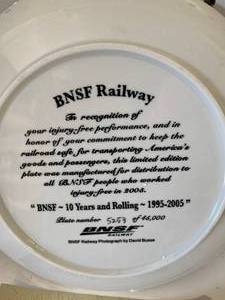 BNSF Railway
In recognition of
your injury-free performance, and in
honor of your commitment to keep the
railroad safe, for transporting America's
goods and passengers, this limited edition
plate was manufactured for distribution to
all BNSF people who worked
injury-free in 2005.
"BNSF ~ 10 Years and Rolling ~ 1995-2005"
Plate number 5253 of 46,000
BNSF
RAILWAY
BNSF Railway Photograph by David Busse